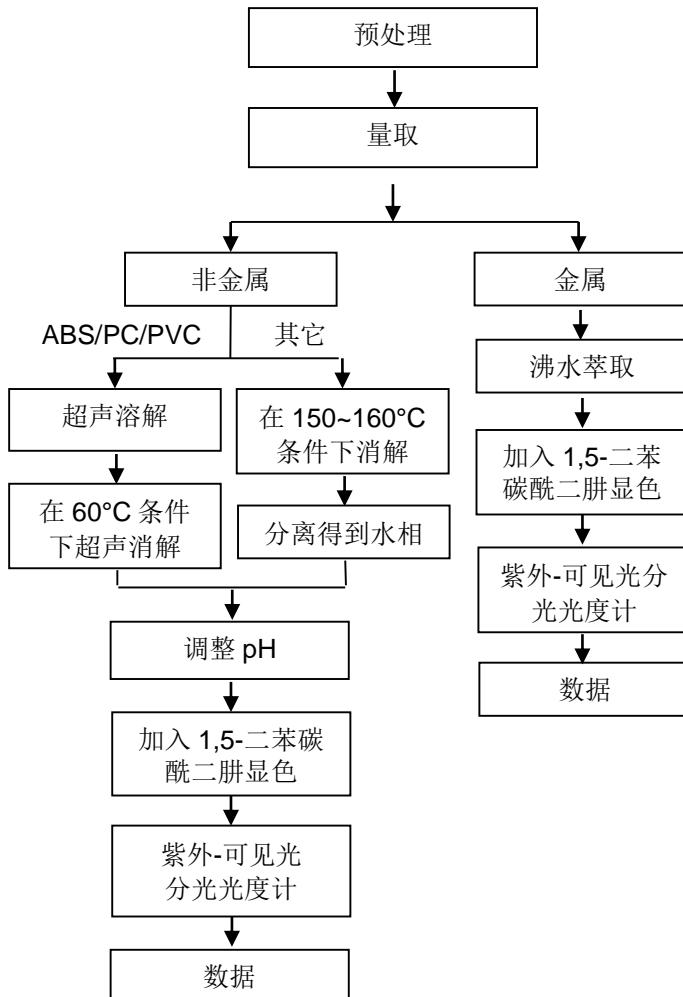 预处理
量取
非金属
金属
ABS/PC/PVC
其它
沸水萃取
超声溶解
在 150~160°C
条件下消解
加入 1,5-二苯
碳酰二肼显色
在 60°C 条件
下超声消解
分离得到水相
紫外-可见光分
光光度计
调整 pH
数据
加入 1,5-二苯碳
酰二肼显色
紫外-可见光
分光光度计
数据